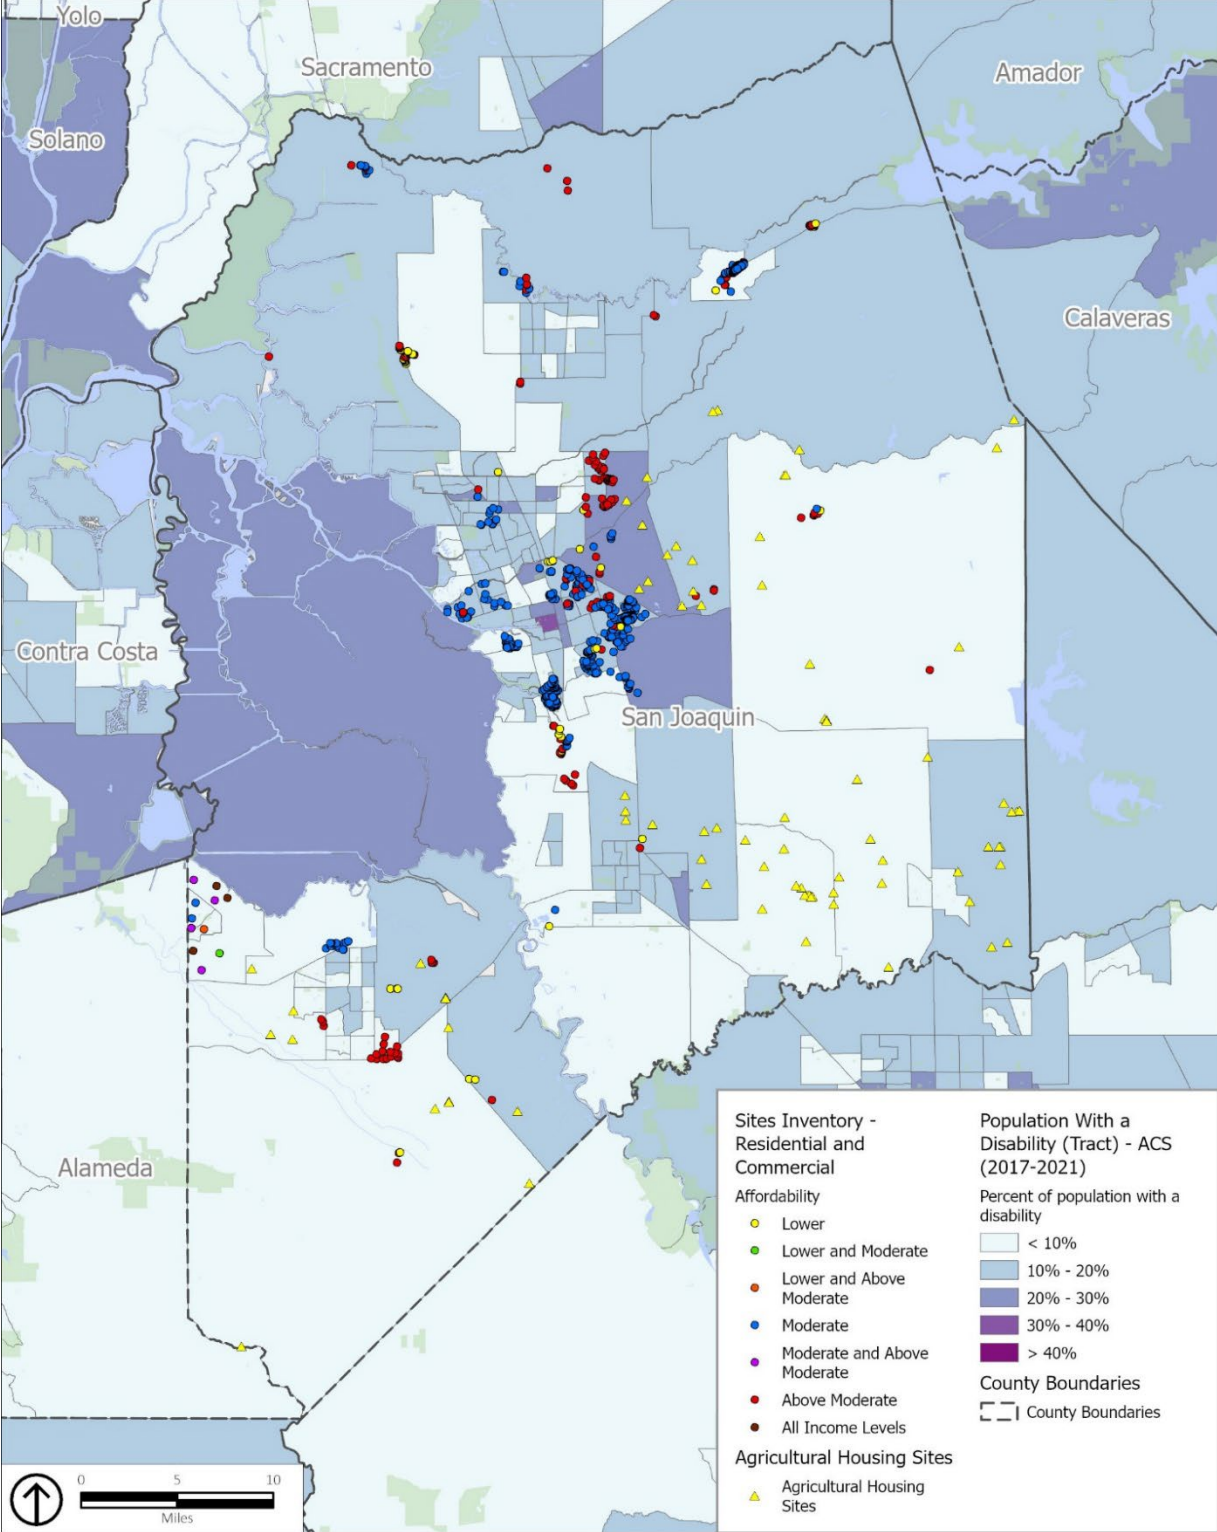 Yolo
Sacramento
Amador
Solano
Calaveras
Contra Costa
San Joaquin
Alameda
Sites Inventory -
Residential and
Commercial
Affordability
Lower
Lower and Moderate
Lower and Above
Moderate
Moderate
Moderate and Above
Moderate
Above Moderate
All Income Levels
Agricultural Housing Sites
Agricultural Housing
Sites
Population With a
Disability (Tract) - ACS
(2017-2021)
Percent of population with a
disability
< 10%
10% - 20%
20% - 30%
30% - 40%
> 40%
County Boundaries
County Boundaries
0 5 10
Miles